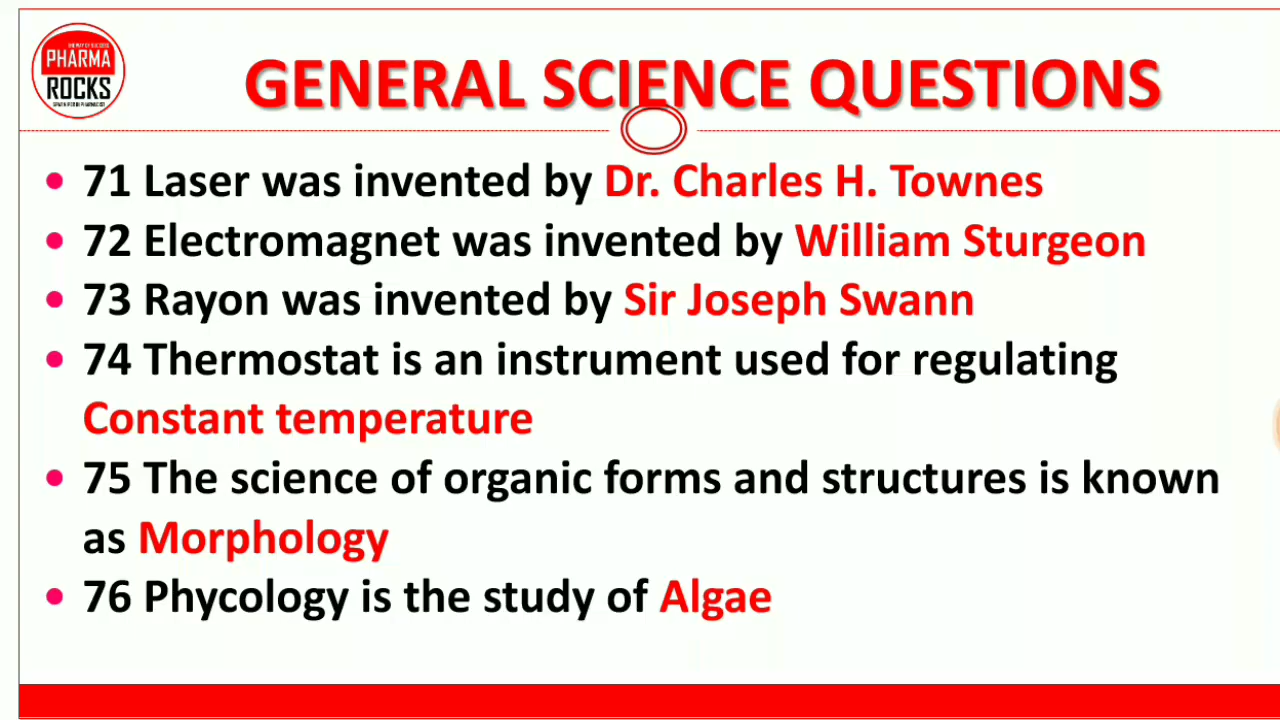 PHARMA
ROCKS
GENERAL SCIENCE QUESTIONS
• 71 Laser was invented by Dr. Charles H. Townes
• 72 Electromagnet was invented by William Sturgeon
• 73 Rayon was invented by Sir Joseph Swann
• 74 Thermostat is an instrument used for regulating
Constant temperature
• 75 The science of organic forms and structures is known
as Morphology
• 76 Phycology is the study of Algae